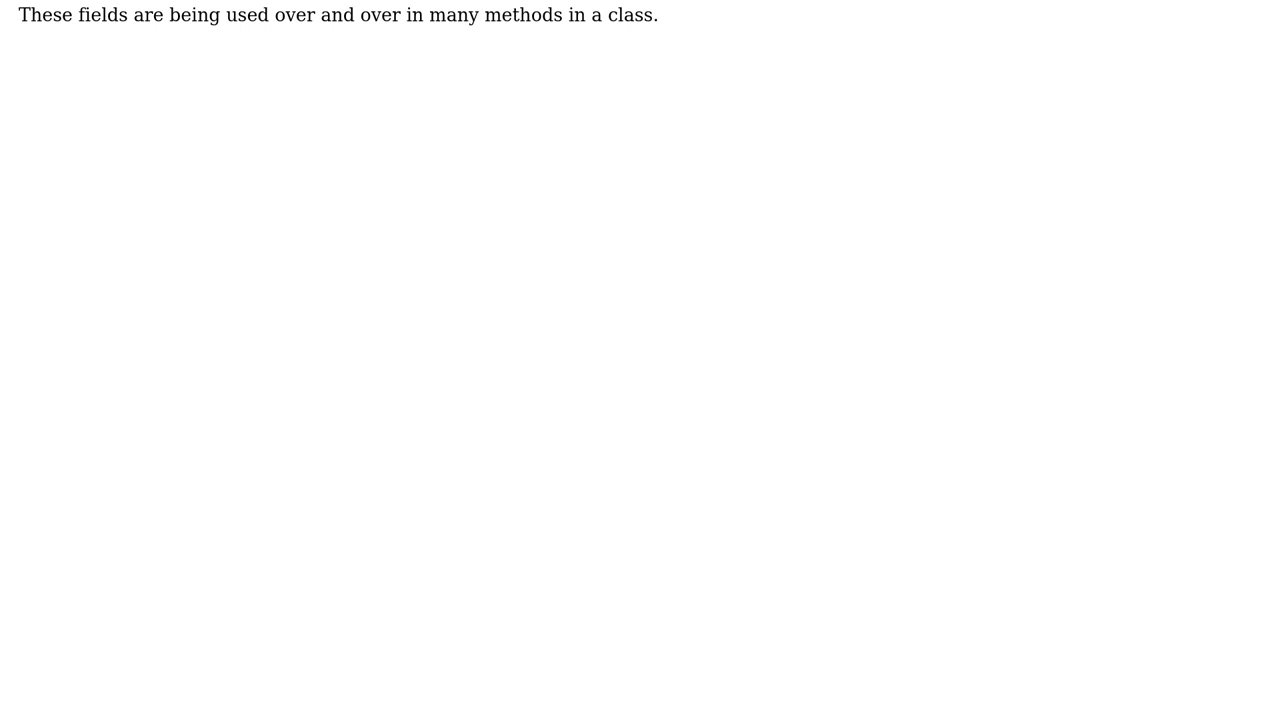 These fields are being used over and over in many methods in a class.